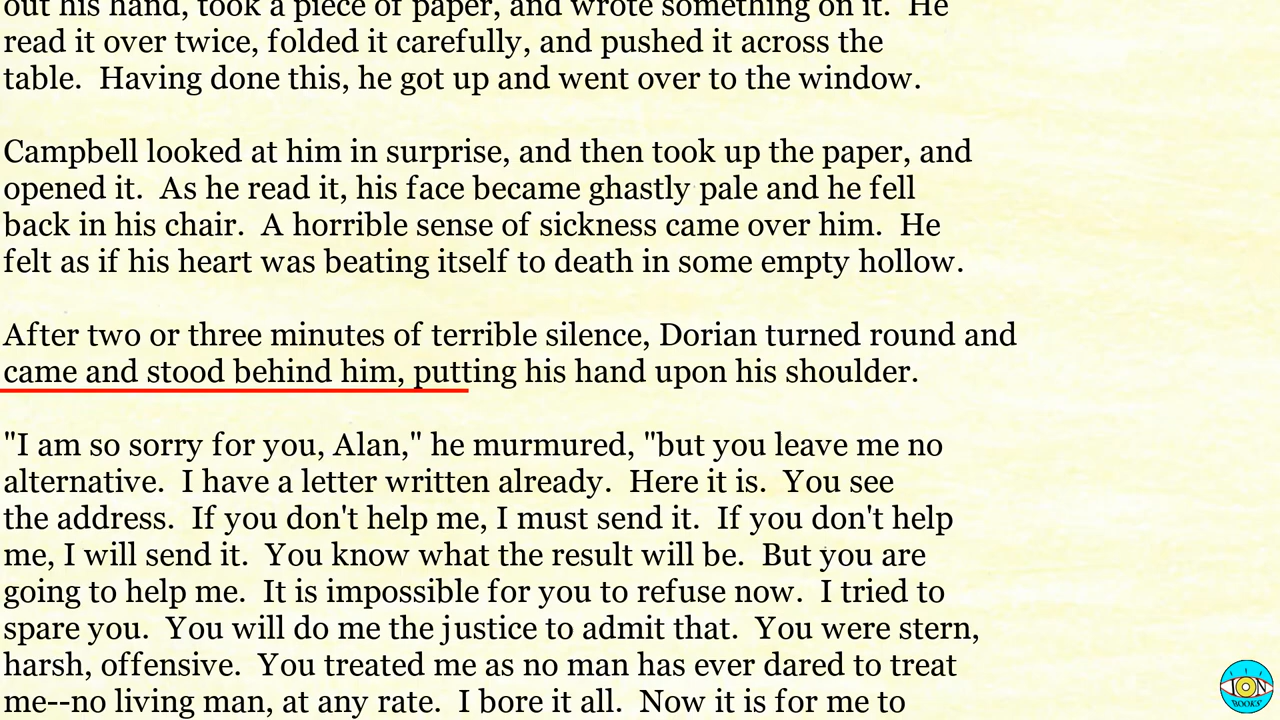 out his hand, took a piece of paper, and wrote something on it.  He
read it over twice, folded it carefully, and pushed it across the
table.  Having done this, he got up and went over to the window.
Campbell looked at him in surprise, and then took up the paper, and
opened it.  As he read it, his face became ghastly pale and he fell
back in his chair.  A horrible sense of sickness came over him.  He
felt as if his heart was beating itself to death in some empty hollow.
After two or three minutes of terrible silence, Dorian turned round and
came and stood behind him, putting his hand upon his shoulder.
"I am so sorry for you, Alan," he murmured, "but you leave me no
alternative.  I have a letter written already.  Here it is.  You see
the address.  If you don't help me, I must send it.  If you don't help
me, I will send it.  You know what the result will be.  But you are
going to help me.  It is impossible for you to refuse now.  I tried to
spare you.  You will do me the justice to admit that.  You were stern,
harsh, offensive.  You treated me as no man has ever dared to treat
me--no living man, at any rate.  I bore it all.  Now it is for me to
ION
BOOKS